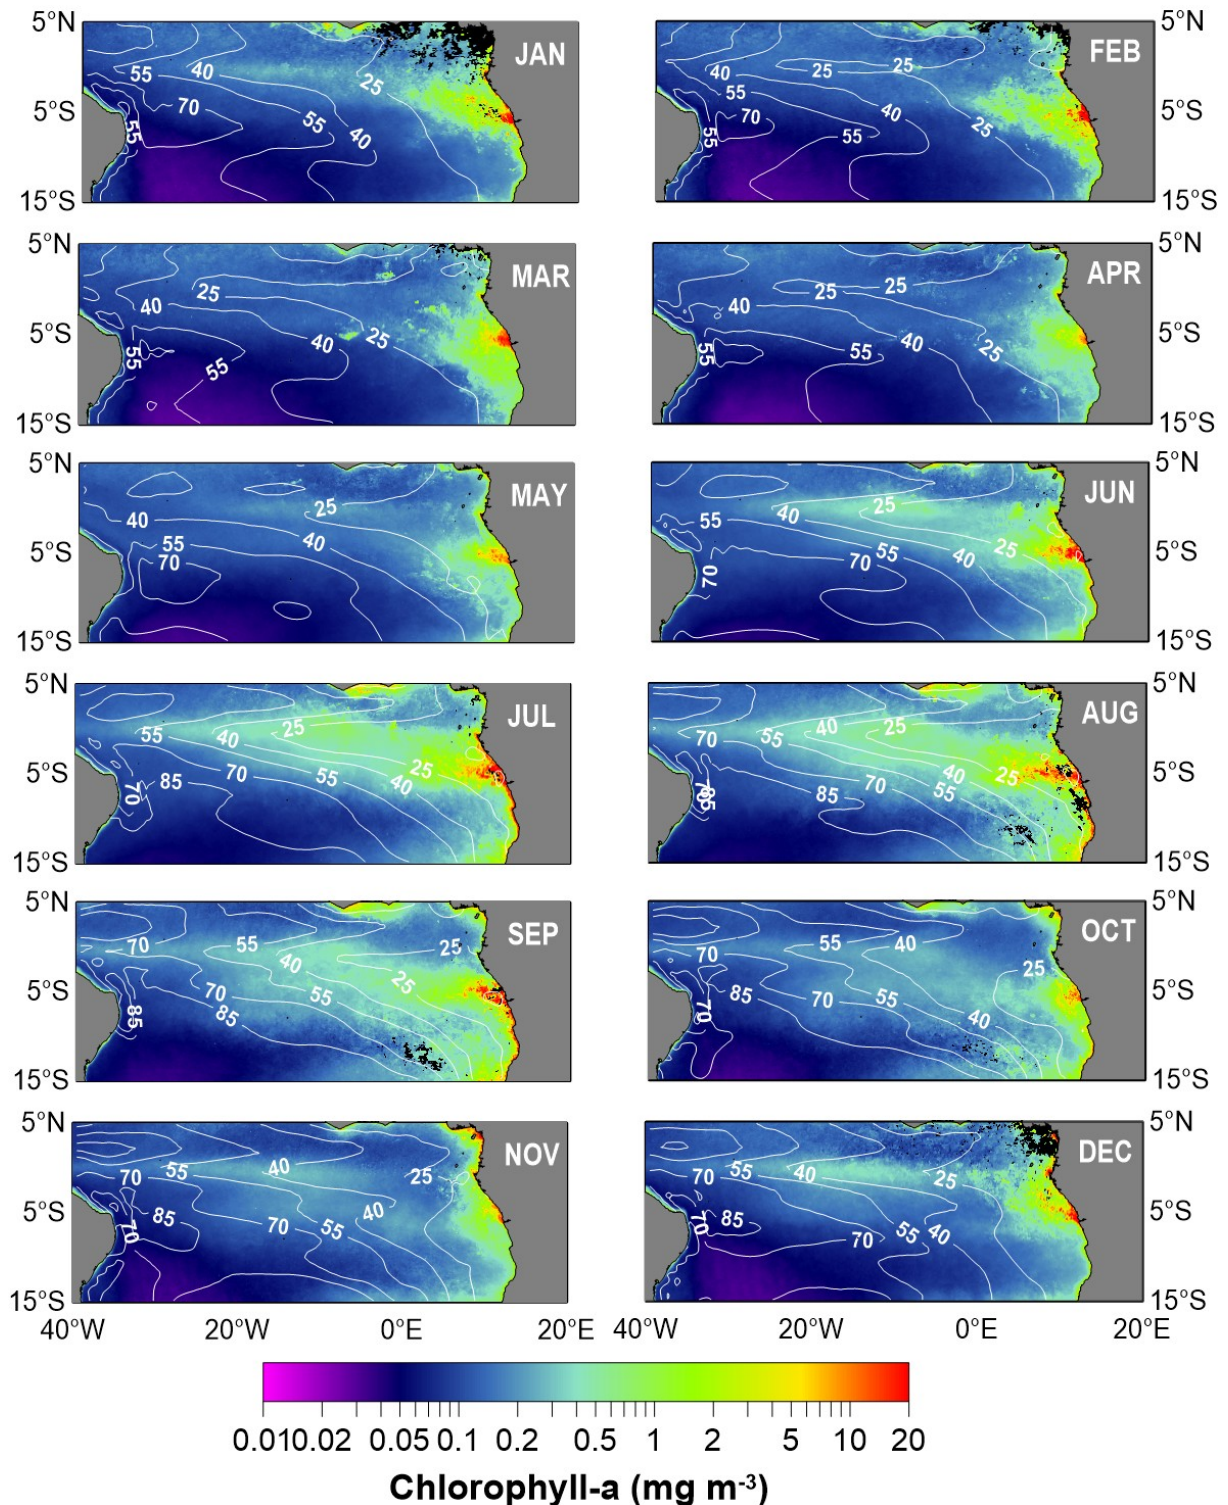 5°N JAN 55 40 25 70 55 55 40 5°S 15°S
5°N FEB 40 25 25 55 70 55 55 40 25 5°S 15°S
5°N MAR 40 25 55 40 25 55 5°S 15°S
5°N APR 40 25 25 55 55 40 25 5°S 15°S
5°N MAY 40 25 55 40 25 70 5°S 15°S
5°N JUN 55 40 25 70 55 40 25 70 5°S 15°S
5°N JUL 55 40 25 85 70 55 40 25 70 5°S 15°S
5°N AUG 70 55 40 25 85 70 55 40 25 85 5°S 15°S
5°N SEP 70 55 40 25 70 55 25 85 85 5°S 15°S
5°N OCT 70 55 40 25 85 70 55 40 70 5°S 15°S
5°N NOV 70 55 40 25 85 70 55 40 70 5°S 15°S
5°N DEC 70 55 40 25 85 70 55 40 70 5°S 15°S
40°W 20°W 0°E 20°E 40°W 20°W 0°E 20°E
0.01 0.02 0.05 0.1 0.2 0.5 1 2 5 10 20
Chlorophyll-a (mg m⁻³)